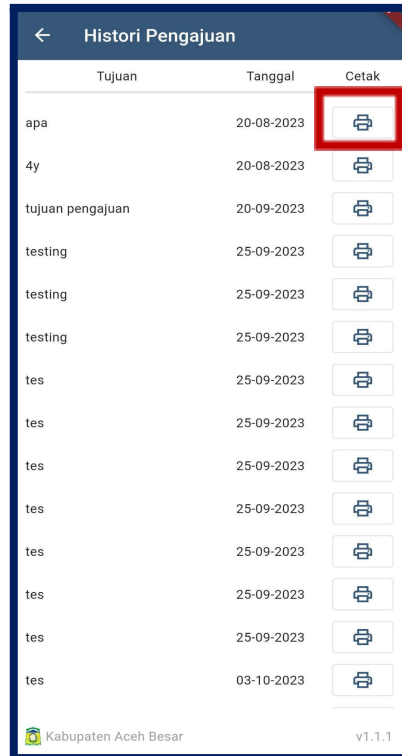 Histori Pengajuan
Tujuan Tanggal Cetak
apa 20-08-2023
4y 20-08-2023
tujuan pengajuan 20-09-2023
testing 25-09-2023
testing 25-09-2023
testing 25-09-2023
tes 25-09-2023
tes 25-09-2023
tes 25-09-2023
tes 25-09-2023
tes 25-09-2023
tes 25-09-2023
tes 25-09-2023
tes 03-10-2023
Kabupaten Aceh Besar v1.1.1